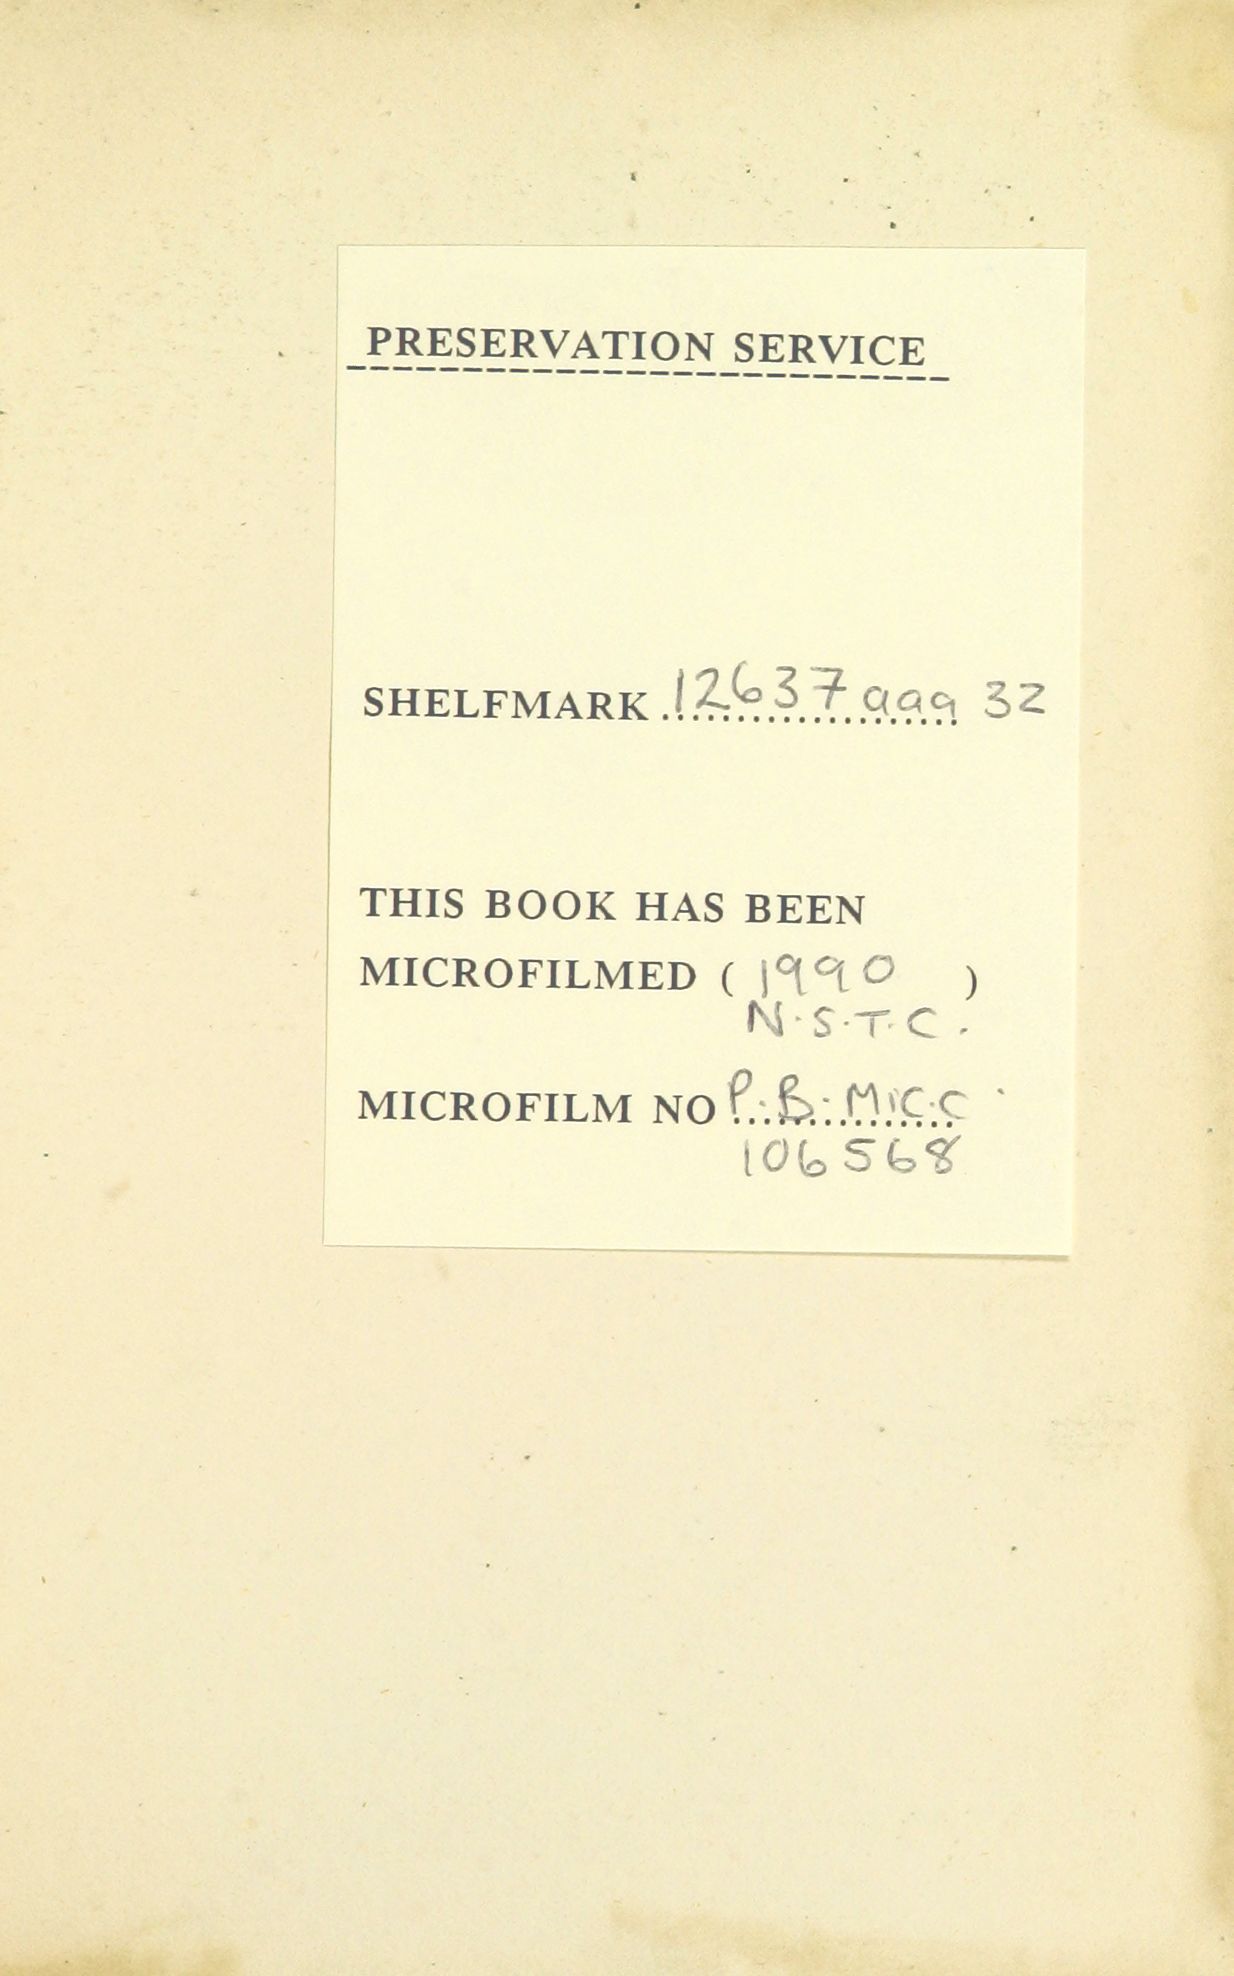 PRESERVATION SERVICE
SHELFMARK 12637 aaa 32
THIS BOOK HAS BEEN
MICROFILMED ( 1990 )
N.S.T.C.
MICROFILM NO P.B. MIC.C
106568